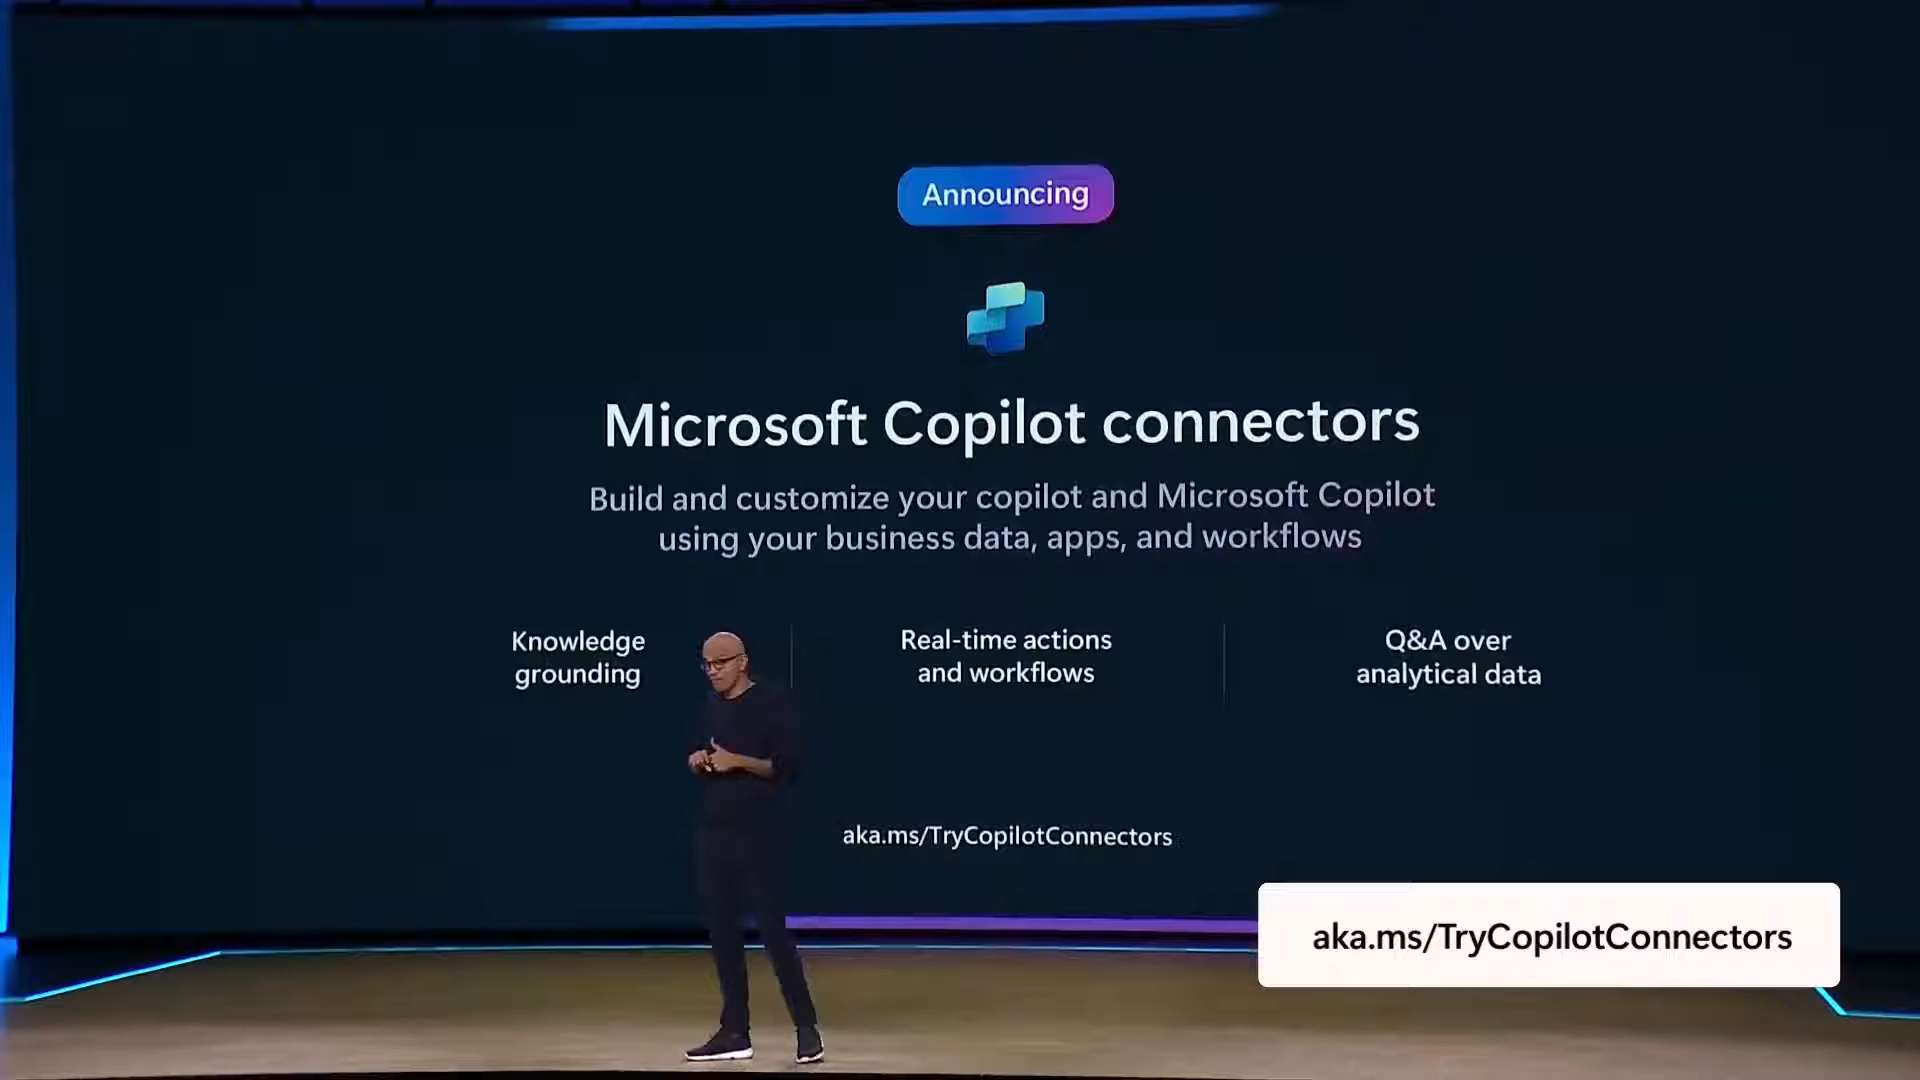 Announcing
Microsoft Copilot connectors
Build and customize your copilot and Microsoft Copilot
using your business data, apps, and workflows
Knowledge
grounding
Real-time actions
and workflows
Q&A over
analytical data
aka.ms/TryCopilotConnectors
aka.ms/TryCopilotConnectors